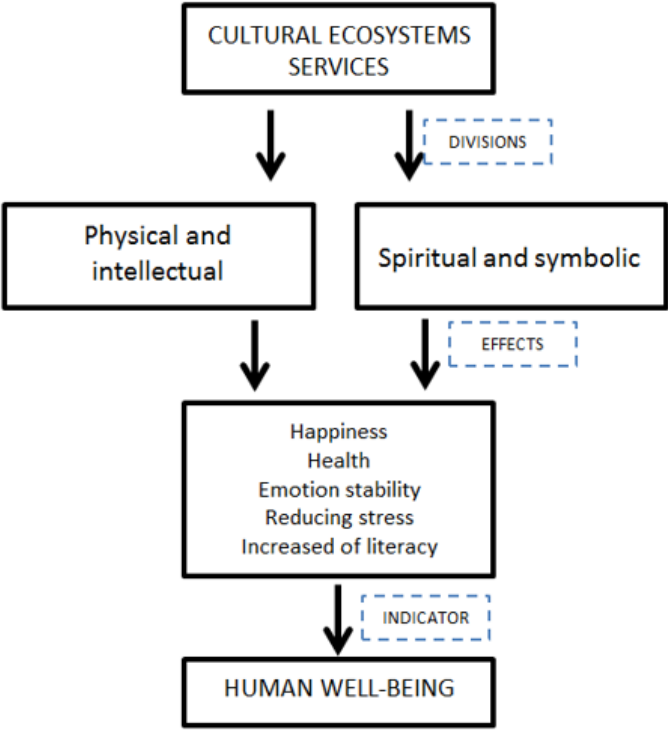 CULTURAL ECOSYSTEMS
SERVICES
DIVISIONS
Physical and
intellectual
Spiritual and symbolic
EFFECTS
Happiness
Health
Emotion stability
Reducing stress
Increased of literacy
INDICATOR
HUMAN WELL-BEING